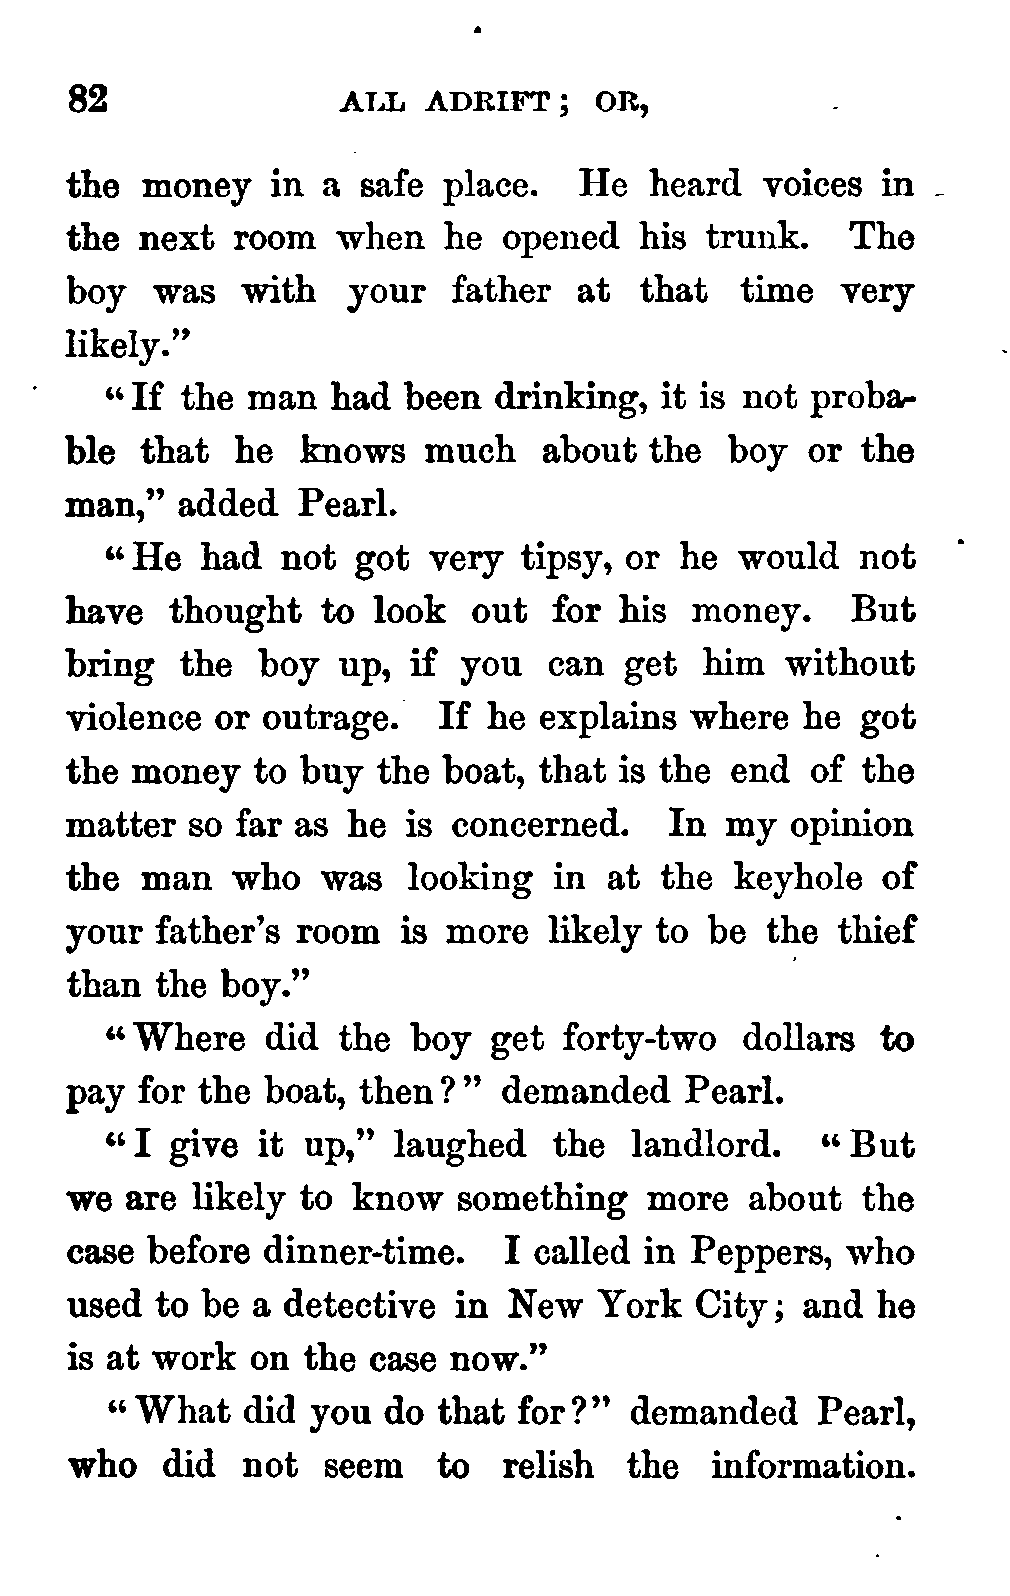 82 ALL ADRIFT; OR,
the money in a safe place. He heard voices in
the next room when he opened his trunk. The
boy was with your father at that time very
likely.”
“If the man had been drinking, it is not proba-
ble that he knows much about the boy or the
man,” added Pearl.
“He had not got very tipsy, or he would not
have thought to look out for his money. But
bring the boy up, if you can get him without
violence or outrage. If he explains where he got
the money to buy the boat, that is the end of the
matter so far as he is concerned. In my opinion
the man who was looking in at the keyhole of
your father’s room is more likely to be the thief
than the boy.”
“Where did the boy get forty-two dollars to
pay for the boat, then?” demanded Pearl.
“I give it up,” laughed the landlord. “But
we are likely to know something more about the
case before dinner-time. I called in Peppers, who
used to be a detective in New York City; and he
is at work on the case now.”
“What did you do that for?” demanded Pearl,
who did not seem to relish the information.